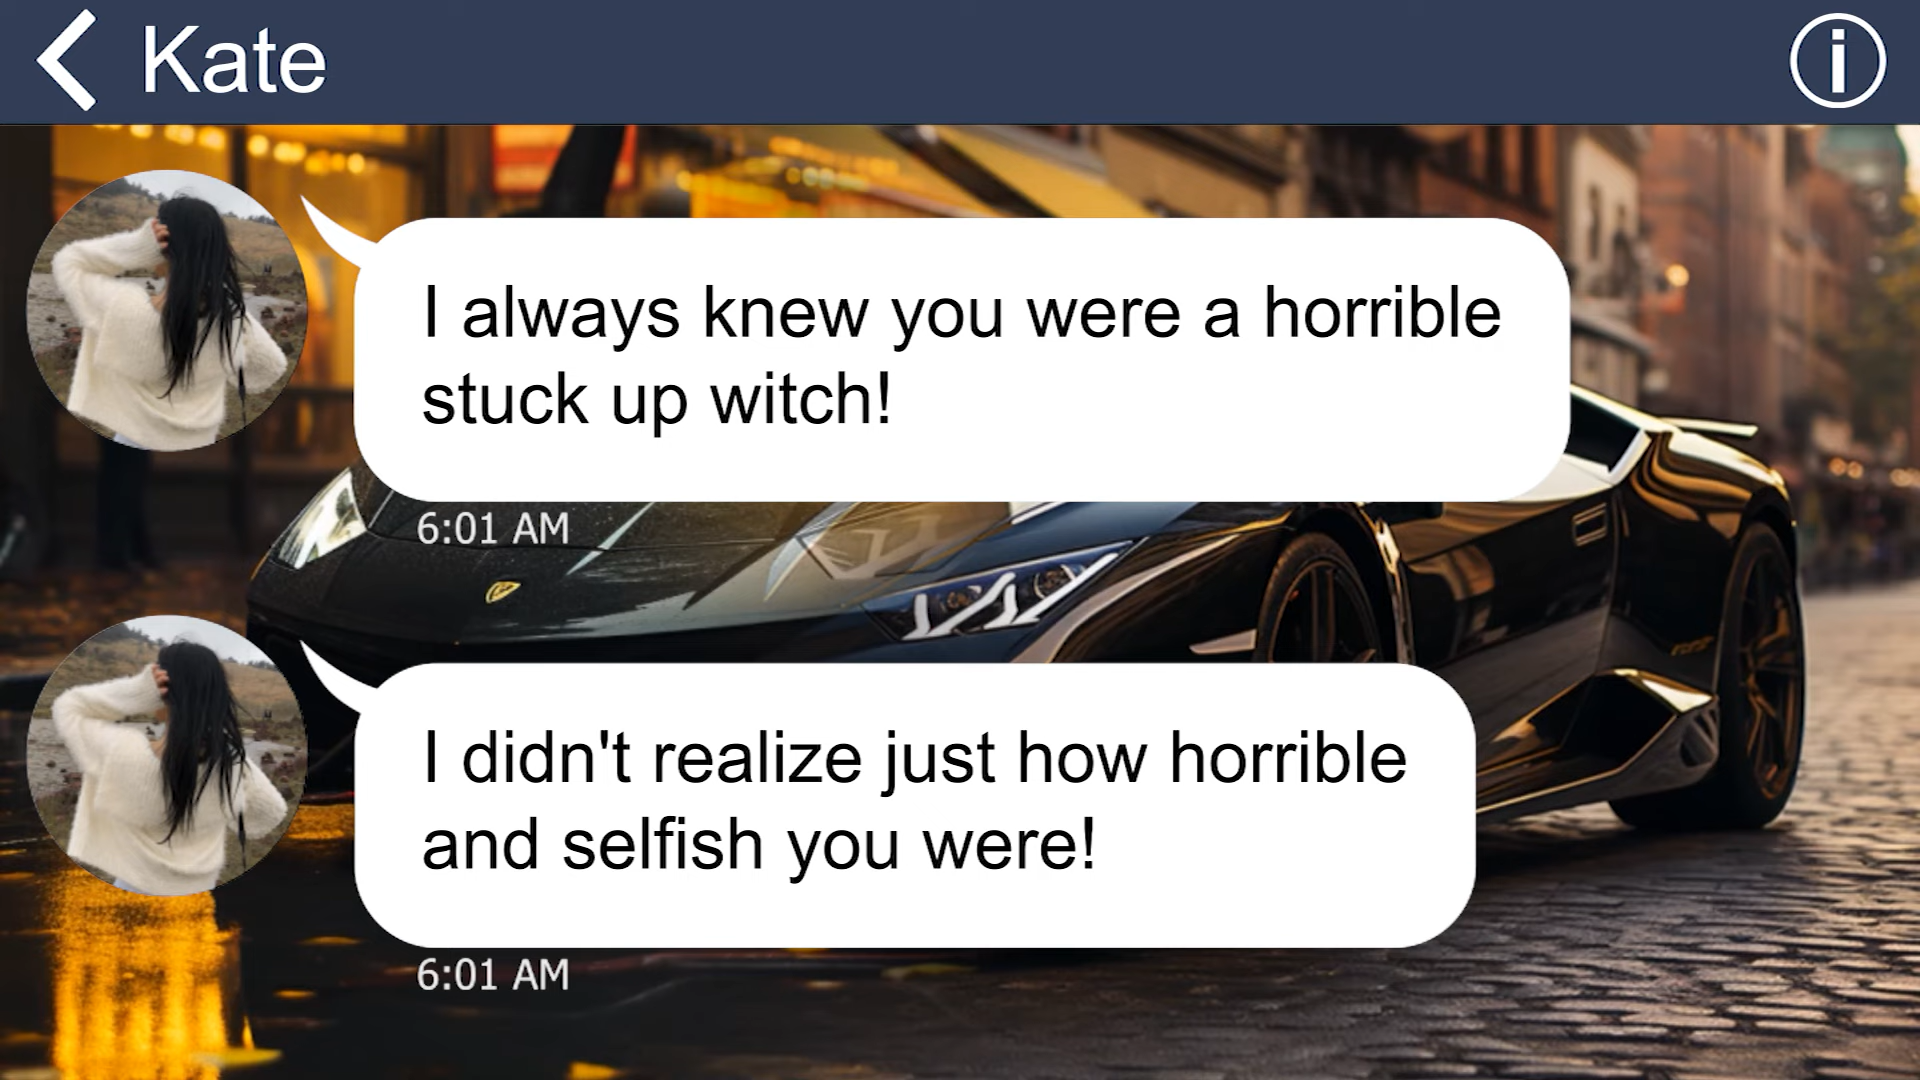 Kate
I always knew you were a horrible
stuck up witch!
6:01 AM
I didn't realize just how horrible
and selfish you were!
6:01 AM